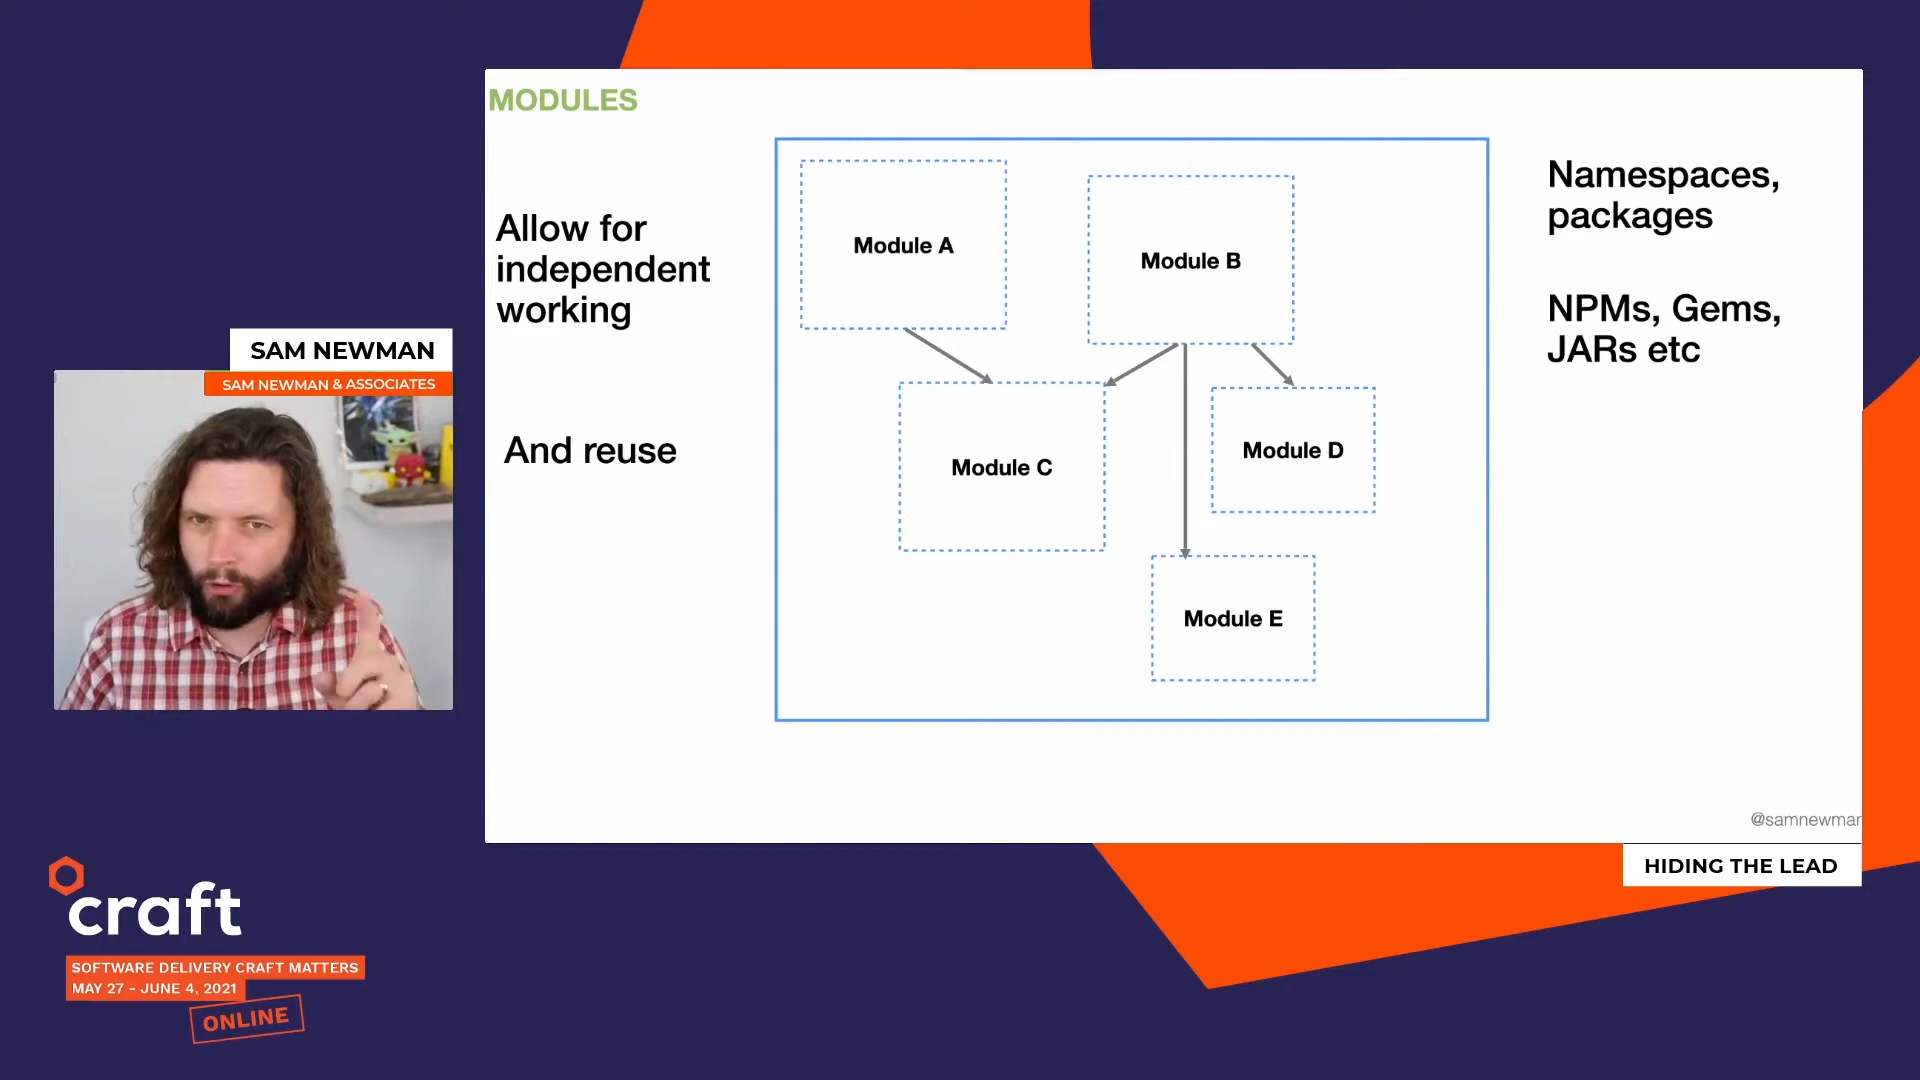 MODULES
Allow for
independent
working
And reuse
Module A
Module B
Module C
Module D
Module E
Namespaces,
packages
NPMs, Gems,
JARs etc
@samnewman
HIDING THE LEAD
SAM NEWMAN
SAM NEWMAN & ASSOCIATES
craft
SOFTWARE DELIVERY CRAFT MATTERS
MAY 27 - JUNE 4, 2021
ONLINE